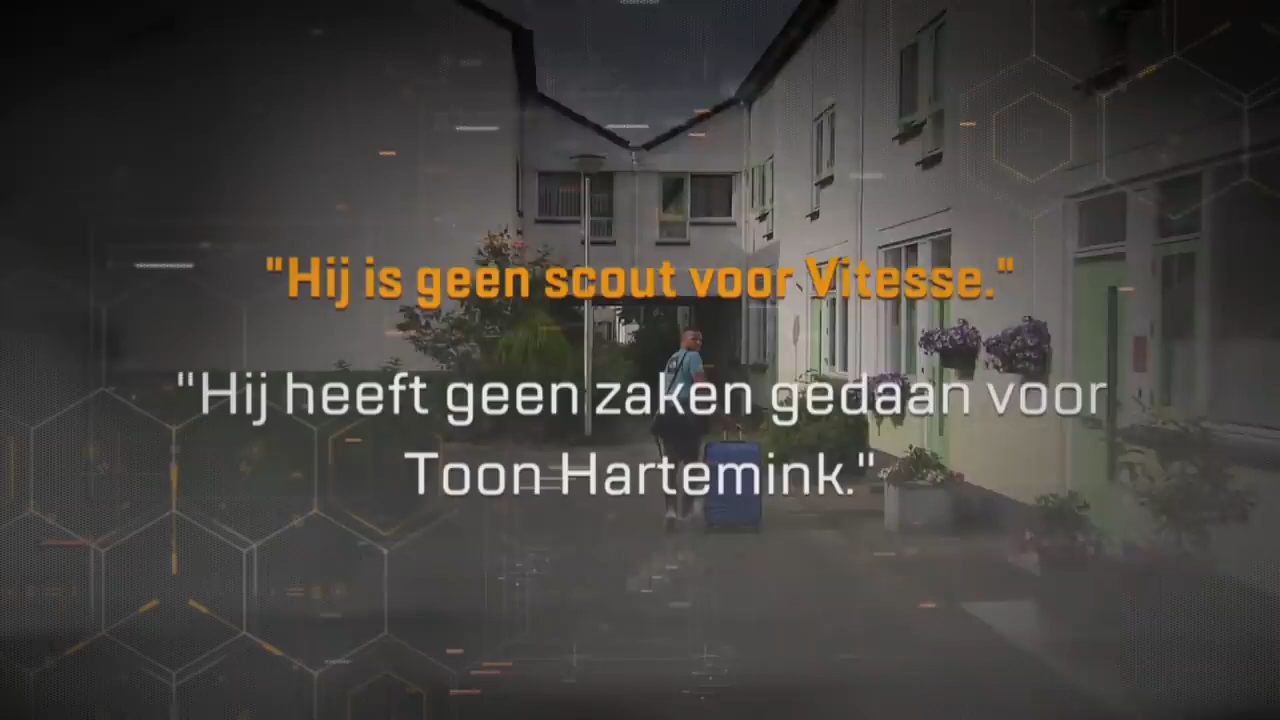 "Hij is geen scout voor Vitesse."
"Hij heeft geen zaken gedaan voor
Toon Hartemink."